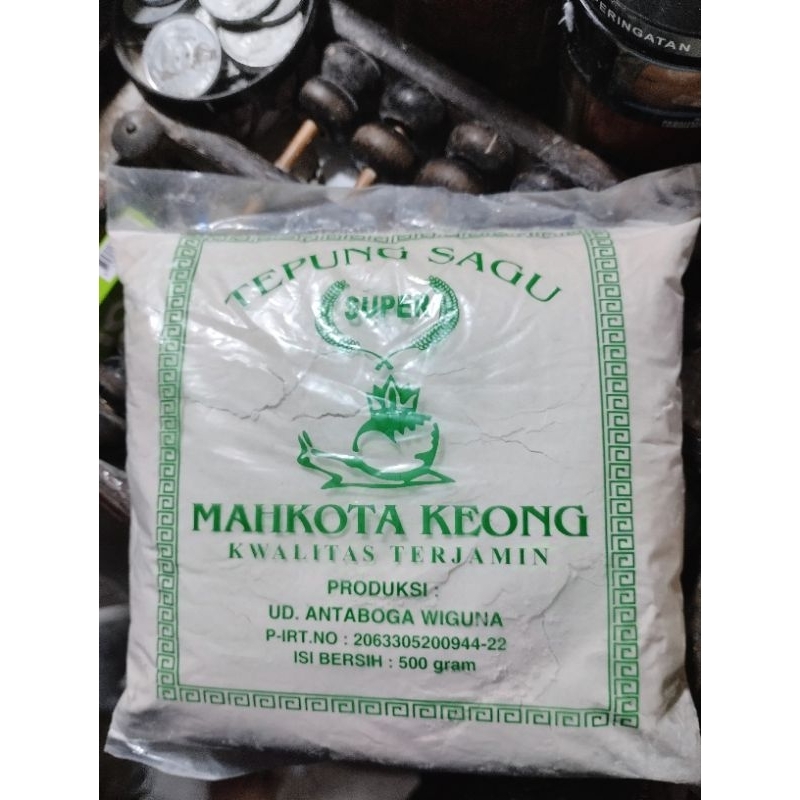 PERINGATAN
TEPUNG SAGU
SUPER
MAHKOTA KEONG
KWALITAS TERJAMIN
PRODUKSI :
UD. ANTABOGA WIGUNA
P-IRT.NO : 2063305200944-22
ISI BERSIH : 500 gram